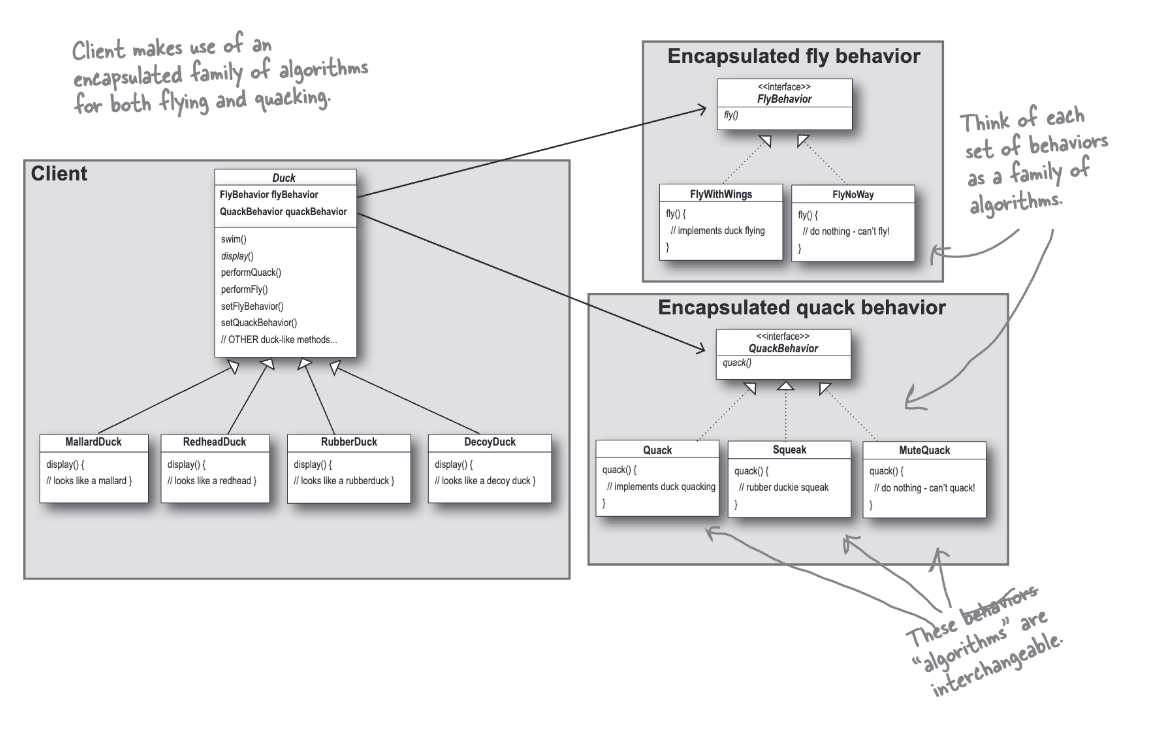 Client makes use of an
encapsulated family of algorithms
for both flying and quacking.
Encapsulated fly behavior
<<interface>>
FlyBehavior
fly()
FlyWithWings
fly() {
// implements duck flying
}
FlyNoWay
fly() {
// do nothing - can't fly!
}
Think of each
set of behaviors
as a family of
algorithms.
Client
Duck
FlyBehavior flyBehavior
QuackBehavior quackBehavior
swim()
display()
performQuack()
performFly()
setFlyBehavior()
setQuackBehavior()
// OTHER duck-like methods...
MallardDuck
display() {
// looks like a mallard }
RedheadDuck
display() {
// looks like a redhead }
RubberDuck
display() {
// looks like a rubberduck }
DecoyDuck
display() {
// looks like a decoy duck }
Encapsulated quack behavior
<<interface>>
QuackBehavior
quack()
Quack
quack() {
// implements duck quacking
}
Squeak
quack() {
// rubber duckie squeak
}
MuteQuack
quack() {
// do nothing - can't quack!
}
These behaviors
“algorithms” are
interchangeable.